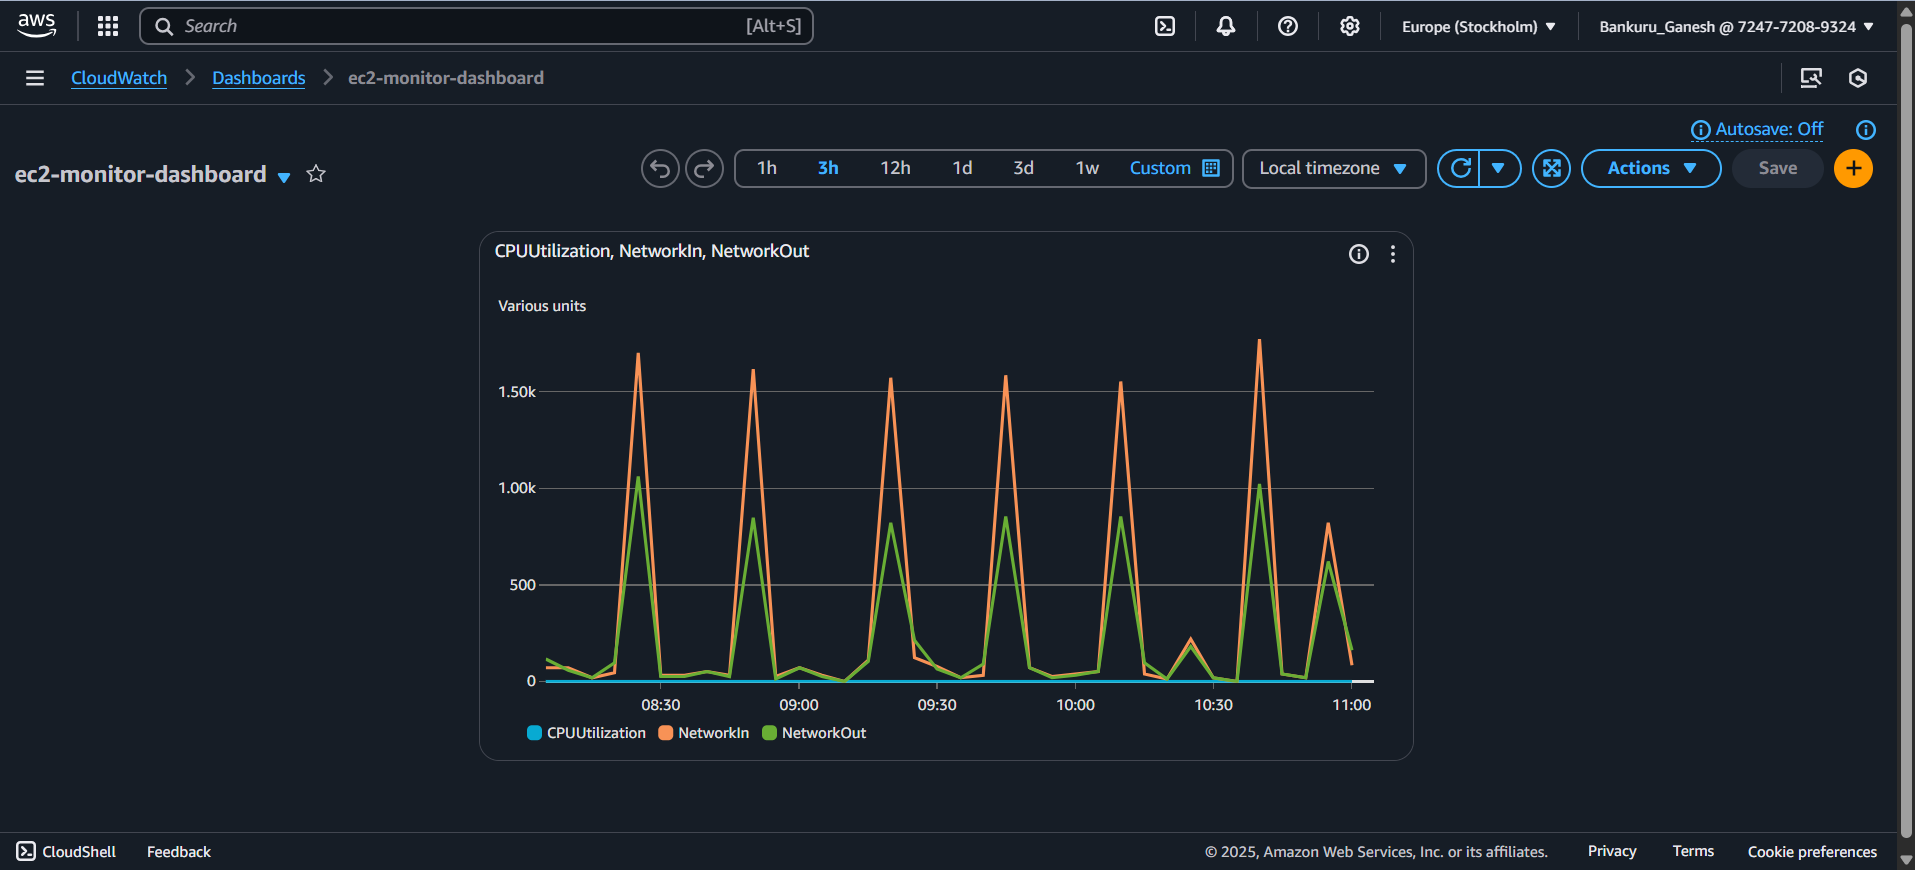 aws
Search [Alt+S]
Europe (Stockholm)
Bankuru_Ganesh @ 7247-7208-9324
CloudWatch > Dashboards > ec2-monitor-dashboard
Autosave: Off
ec2-monitor-dashboard
1h 3h 12h 1d 3d 1w Custom
Local timezone
Actions
Save
CPUUtilization, NetworkIn, NetworkOut
Various units
1.50k
1.00k
500
0
08:30 09:00 09:30 10:00 10:30 11:00
CPUUtilization NetworkIn NetworkOut
CloudShell Feedback
© 2025, Amazon Web Services, Inc. or its affiliates. Privacy Terms Cookie preferences